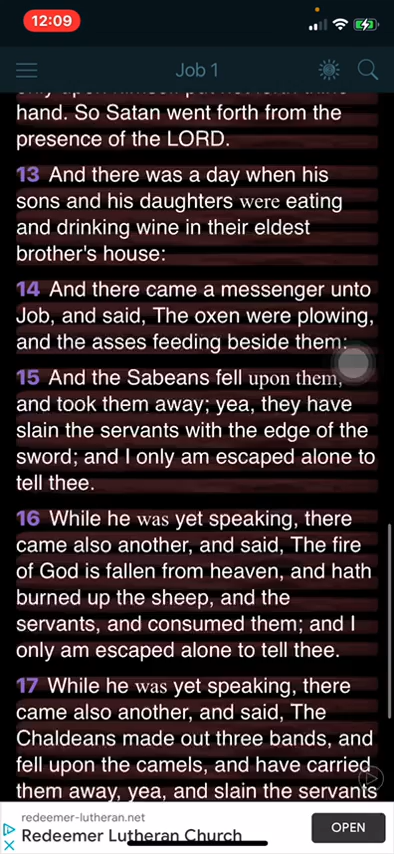 12:09
Job 1
only upon himself put not forth thine
hand. So Satan went forth from the
presence of the LORD.
13 And there was a day when his
sons and his daughters were eating
and drinking wine in their eldest
brother's house:
14 And there came a messenger unto
Job, and said, The oxen were plowing,
and the asses feeding beside them:
15 And the Sabeans fell upon them,
and took them away; yea, they have
slain the servants with the edge of the
sword; and I only am escaped alone to
tell thee.
16 While he was yet speaking, there
came also another, and said, The fire
of God is fallen from heaven, and hath
burned up the sheep, and the
servants, and consumed them; and I
only am escaped alone to tell thee.
17 While he was yet speaking, there
came also another, and said, The
Chaldeans made out three bands, and
fell upon the camels, and have carried
them away, yea, and slain the servants
redeemer-lutheran.net
Redeemer Lutheran Church
OPEN